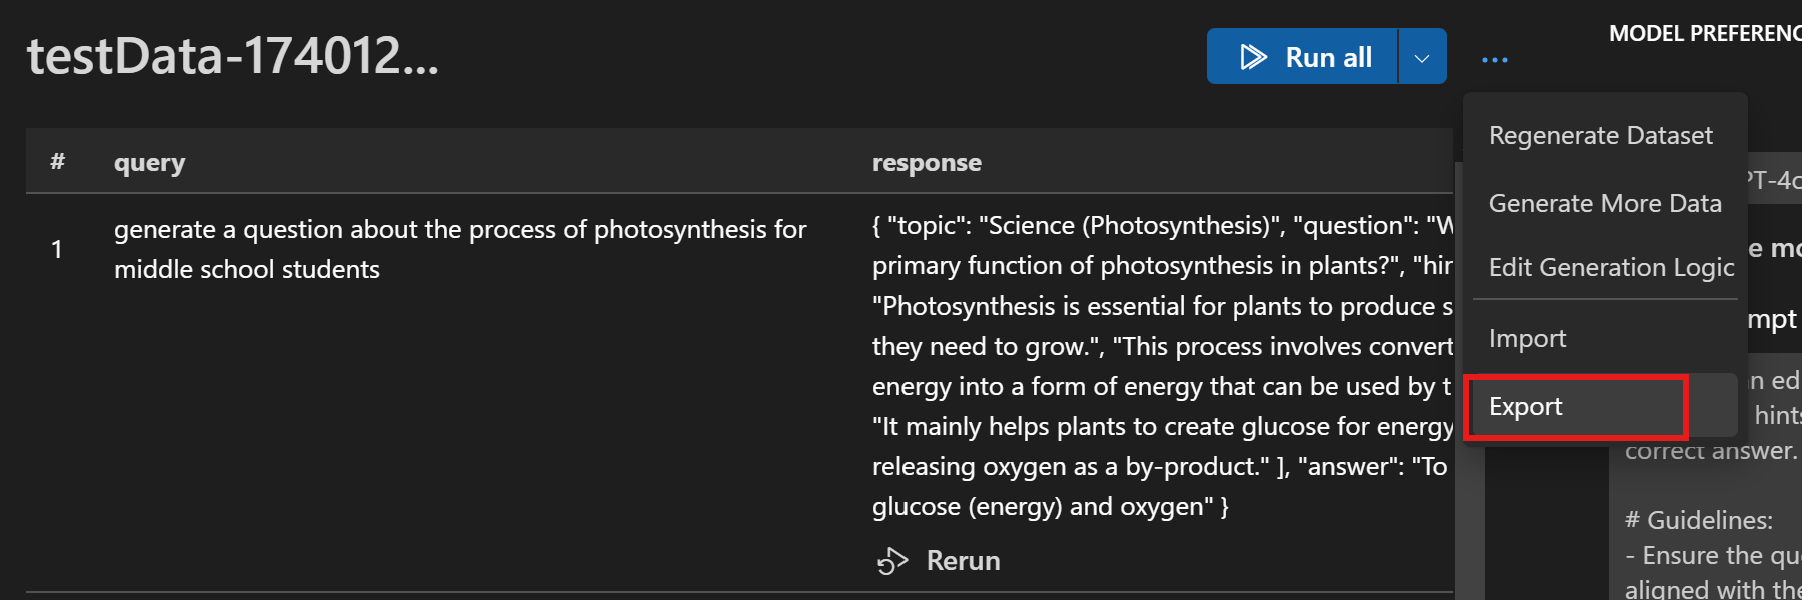 testData-174012...
Run all
...
MODEL PREFERENC
# query response
1
generate a question about the process of photosynthesis for
middle school students
{ "topic": "Science (Photosynthesis)", "question": "W
primary function of photosynthesis in plants?", "hin
"Photosynthesis is essential for plants to produce s
they need to grow.", "This process involves convert
energy into a form of energy that can be used by t
"It mainly helps plants to create glucose for energy
releasing oxygen as a by-product." ], "answer": "To
glucose (energy) and oxygen" }
Rerun
Regenerate Dataset
Generate More Data
Edit Generation Logic
Import
Export
PT-4o
e mo
mpt
n ed
hints
correct answer.
# Guidelines:
- Ensure the que
aligned with the